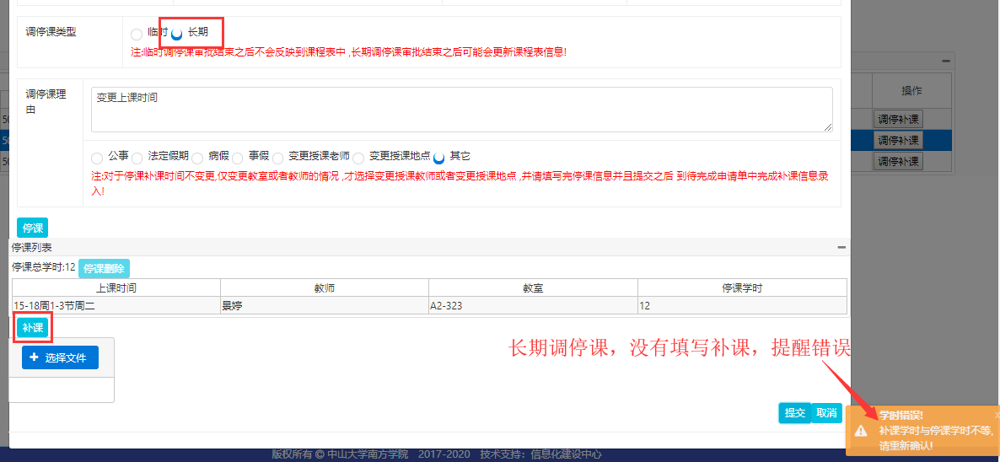 调停课类型
临时 长期
注:临时调停课审批结束之后不会反映到课程表中 ,长期调停课审批结束之后可能会更新课程表信息!
操作
调停理
由
变更上课时间
50 调停补课
50 调停补课
50 调停补课
公事 法定假期 病假 事假 变更授课老师 变更授课地点 其它
注:对于停课补课时间不变更,仅变更教室或者教师的情况 ,才选择变更授课教师或者变更授课地点 ,并请填写完停课信息并且提交之后 到待完成申请单中完成补课信息录
入!
停课
停课列表
停课总学时:12 停课删除
上课时间 教师 教室 停课学时
15-18周1-3节周二 景婷 A2-323 12
补课
选择文件
长期调停课，没有填写补课，提醒错误
提交 取消
学时错误!
x
补课学时与停课学时不等,
请重新确认!
版权所有 © 中山大学南方学院 2017-2020 技术支持：信息化建设中心